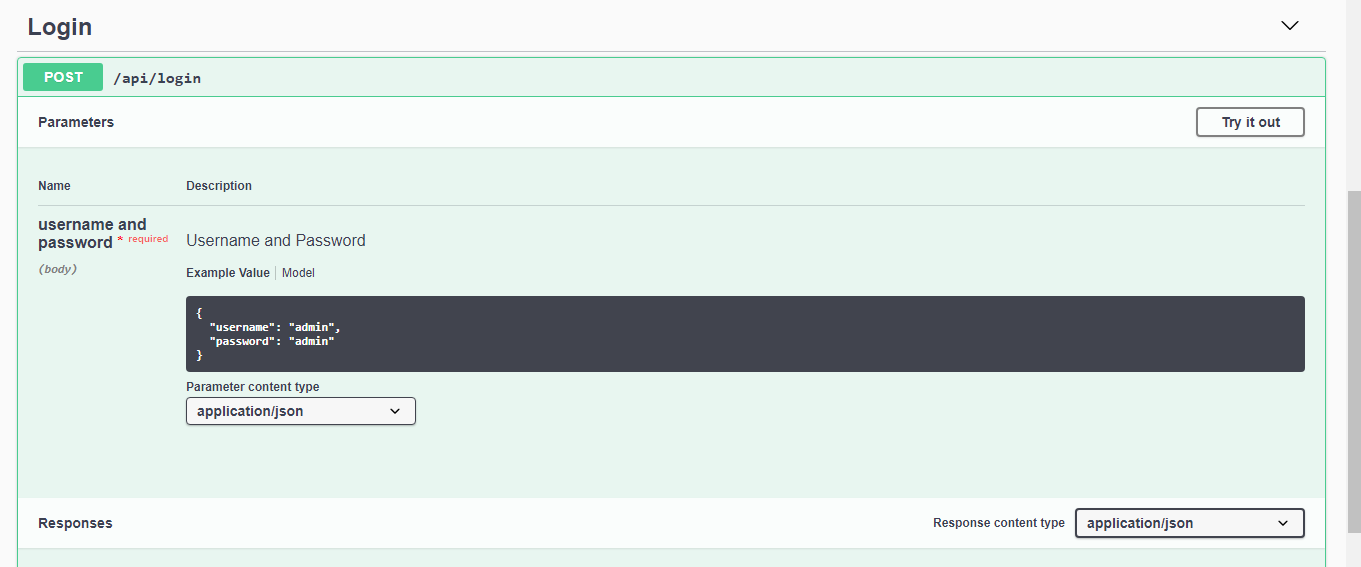 Login
POST /api/login
Parameters
Try it out
Name Description
username and
password * required
(body)
Username and Password
Example Value Model
{
"username": "admin",
"password": "admin"
}
Parameter content type
application/json
Responses
Response content type application/json